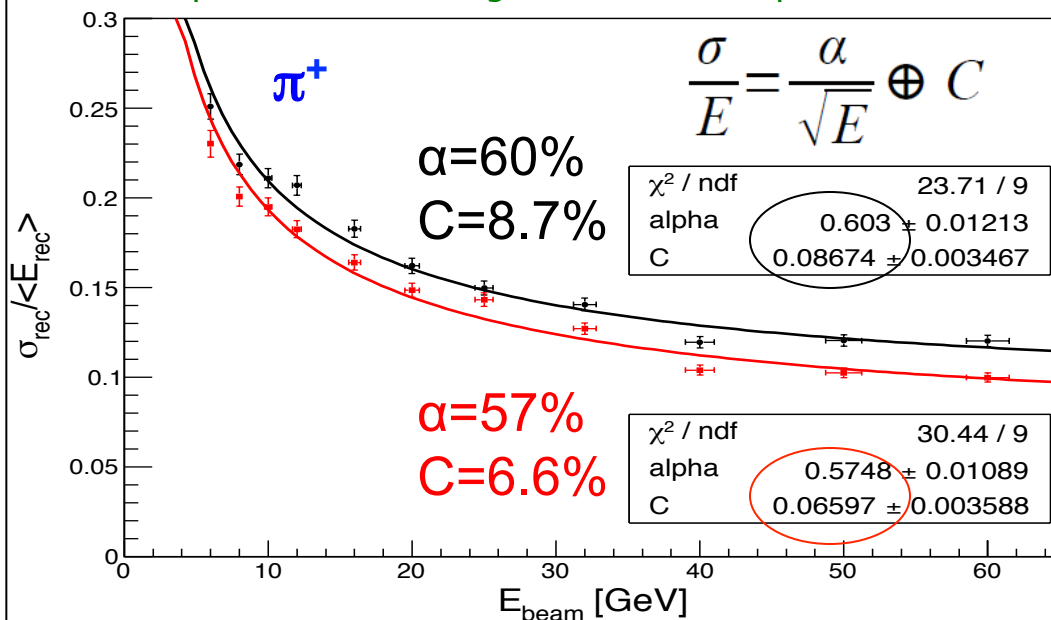 π+
σ/E = α/√E ⊕ C
α=60%
C=8.7%
χ2 / ndf 23.71 / 9
alpha 0.603 ± 0.01213
C 0.08674 ± 0.003467
α=57%
C=6.6%
χ2 / ndf 30.44 / 9
alpha 0.5748 ± 0.01089
C 0.06597 ± 0.003588
σrec/<Erec>
0.3
0.25
0.2
0.15
0.1
0.05
0
0 10 20 30 40 50 60
Ebeam [GeV]